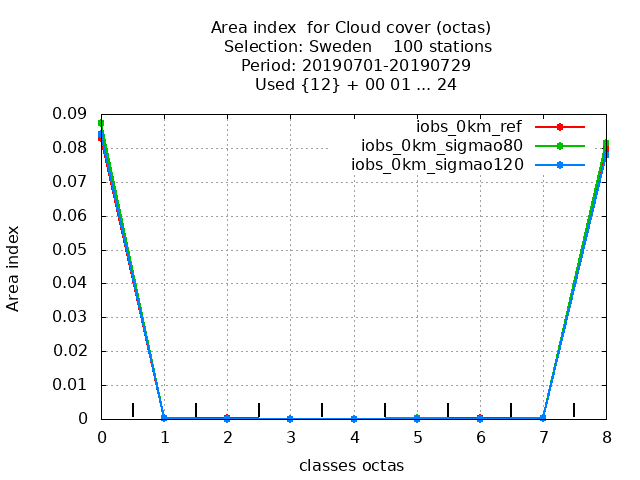 Area index  for Cloud cover (octas)
Selection: Sweden    100 stations
Period: 20190701-20190729
Used {12} + 00 01 ... 24
iobs_0km_ref
iobs_0km_sigmao80
iobs_0km_sigmao120
Area index
0.09
0.08
0.07
0.06
0.05
0.04
0.03
0.02
0.01
0
0 1 2 3 4 5 6 7 8
classes octas